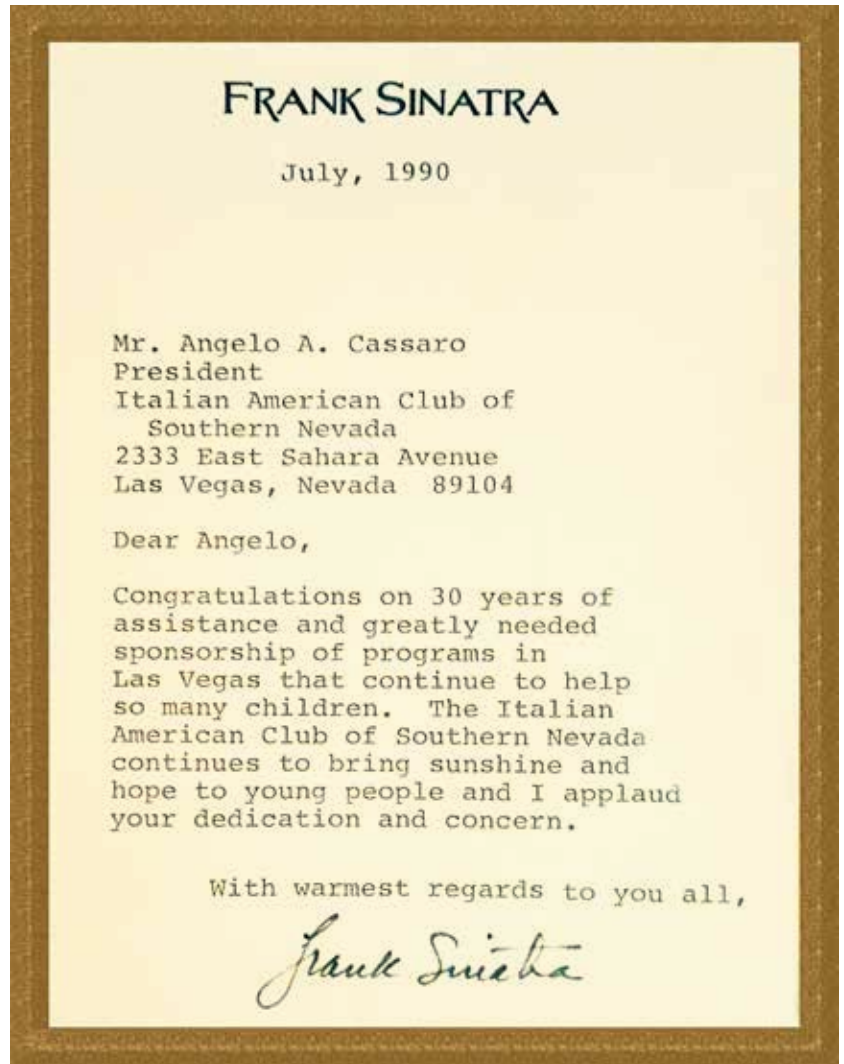 FRANK SINATRA
July, 1990
Mr. Angelo A. Cassaro
President
Italian American Club of
Southern Nevada
2333 East Sahara Avenue
Las Vegas, Nevada 89104
Dear Angelo,
Congratulations on 30 years of
assistance and greatly needed
sponsorship of programs in
Las Vegas that continue to help
so many children. The Italian
American Club of Southern Nevada
continues to bring sunshine and
hope to young people and I applaud
your dedication and concern.
With warmest regards to you all,
Frank Sinatra